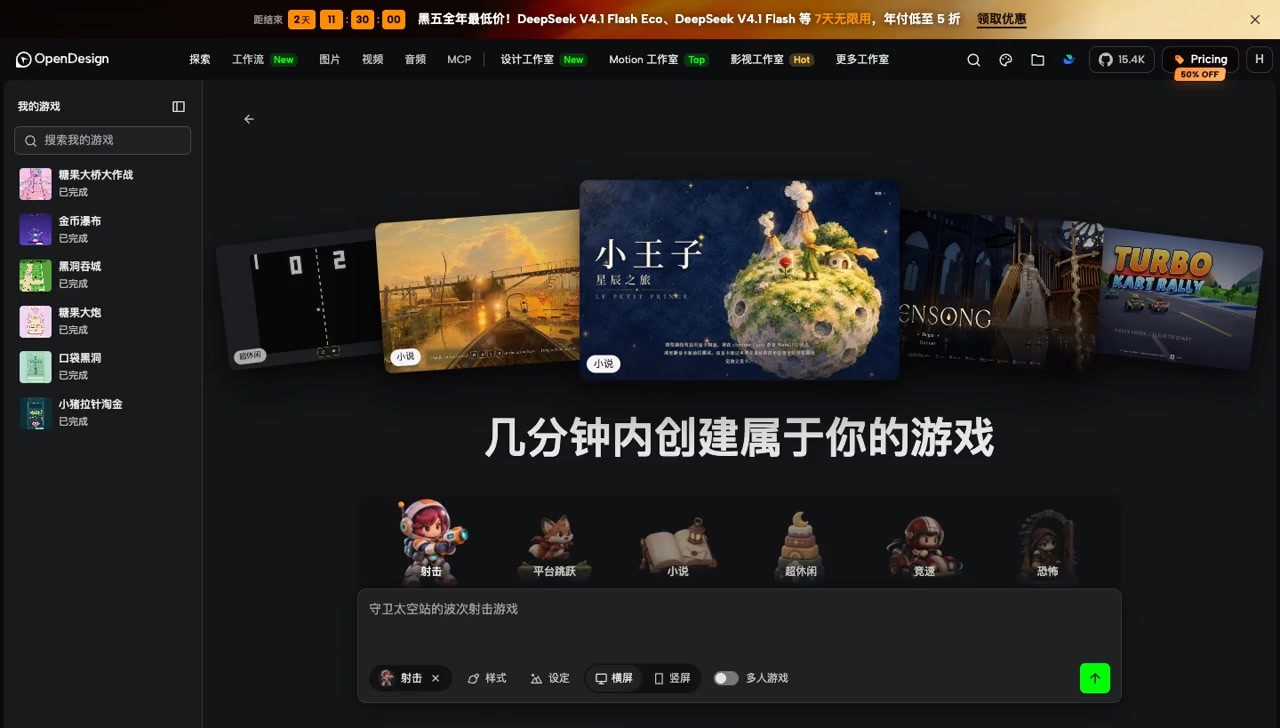 距结束 2天 11 : 30 : 00 黑五全年最低价！DeepSeek V4.1 Flash Eco、DeepSeek V4.1 Flash 等 7天无限用，年付低至 5 折 领取优惠
OpenDesign 探索 工作流 New 图片 视频 音频 MCP 设计工作室 New Motion 工作室 Top 影视工作室 Hot 更多工作室 15.4K Pricing H
50% OFF
我的游戏
搜索我的游戏
糖果大桥大作战
已完成
金币瀑布
已完成
黑洞吞城
已完成
糖果大炮
已完成
口袋黑洞
已完成
小猪拉针淘金
已完成
0 2
超休闲
小说
小王子
星辰之旅
LE PETIT PRINCE
小说
ENSONG
TURBO
KART RALLY
几分钟内创建属于你的游戏
射击 平台跳跃 小说 超休闲 竞速 恐怖
守卫太空站的波次射击游戏
射击 样式 设定 横屏 竖屏 多人游戏